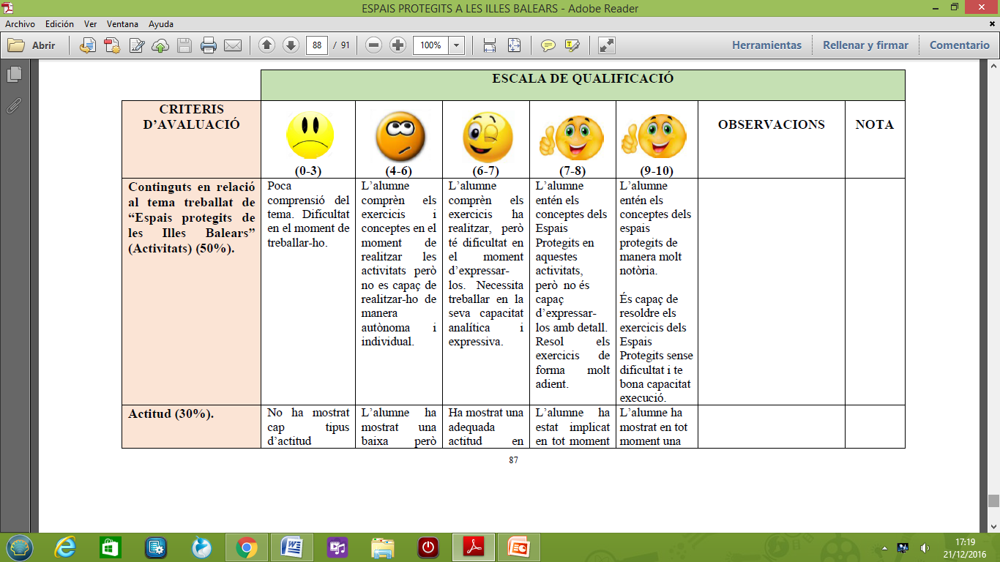 ESPAIS PROTEGITS A LES ILLES BALEARS - Adobe Reader
Archivo Edición Ver Ventana Ayuda
Abrir 88 / 91 100% Herramientas Rellenar y firmar Comentario
ESCALA DE QUALIFICACIÓ
CRITERIS
D’AVALUACIÓ
(0-3)
(4-6)
(6-7)
(7-8)
(9-10)
OBSERVACIONS
NOTA
Continguts en relació
al tema treballat de
“Espais protegits de
les Illes Balears”
(Activitats) (50%).
Poca
comprensió del
tema. Dificultat
en el moment de
treballar-ho.
L’alumne
comprèn els
exercicis i
conceptes en el
moment de
realitzar les
activitats però
no es capaç de
realitzar-ho de
manera
autònoma i
individual.
L’alumne
comprèn els
exercicis ha
realitzar, però
té dificultat en
el moment
d’expressar-
los. Necessita
treballar en la
seva capacitat
analítica i
expressiva.
L’alumne
entén els
conceptes dels
Espais
Protegits en
aquestes
activitats,
però no és
capaç
d’expressar-
los amb detall.
Resol els
exercicis de
forma molt
adient.
L’alumne
entén els
conceptes dels
espais
protegits de
manera molt
notòria.
És capaç de
resoldre els
exercicis dels
Espais
Protegits sense
dificultat i te
bona capacitat
execució.
Actitud (30%).
No ha mostrat
cap tipus
d’actitud
L’alumne ha
mostrat una
baixa però
Ha mostrat una
adequada
actitud en
L’alumne ha
estat implicat
en tot moment
L’alumne ha
mostrat en tot
moment una
87
17:19
21/12/2016